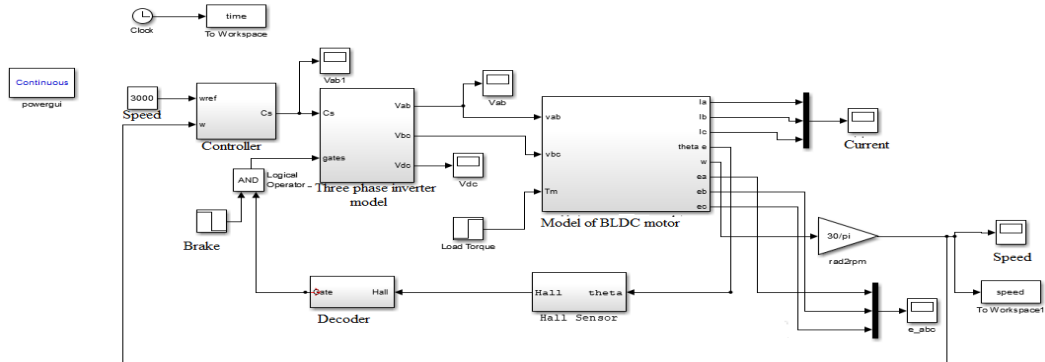 time
Clock
To Workspace
Continuous
powergui
Vab1
Vab
3000
Speed
wref
w
Cs
Controller
Cs
gates
Vab
Vbc
Vdc
Three phase inverter
model
Vdc
vab
vbc
Tm
Ia
Ib
Ic
theta e
w
ea
eb
ec
Model of BLDC motor
Current
AND
Logical
Operator
Brake
Load Torque
30/pi
rad2rpm
Speed
speed
To Workspace1
Hall
Decoder
Hall
theta
Hall Sensor
e_abc